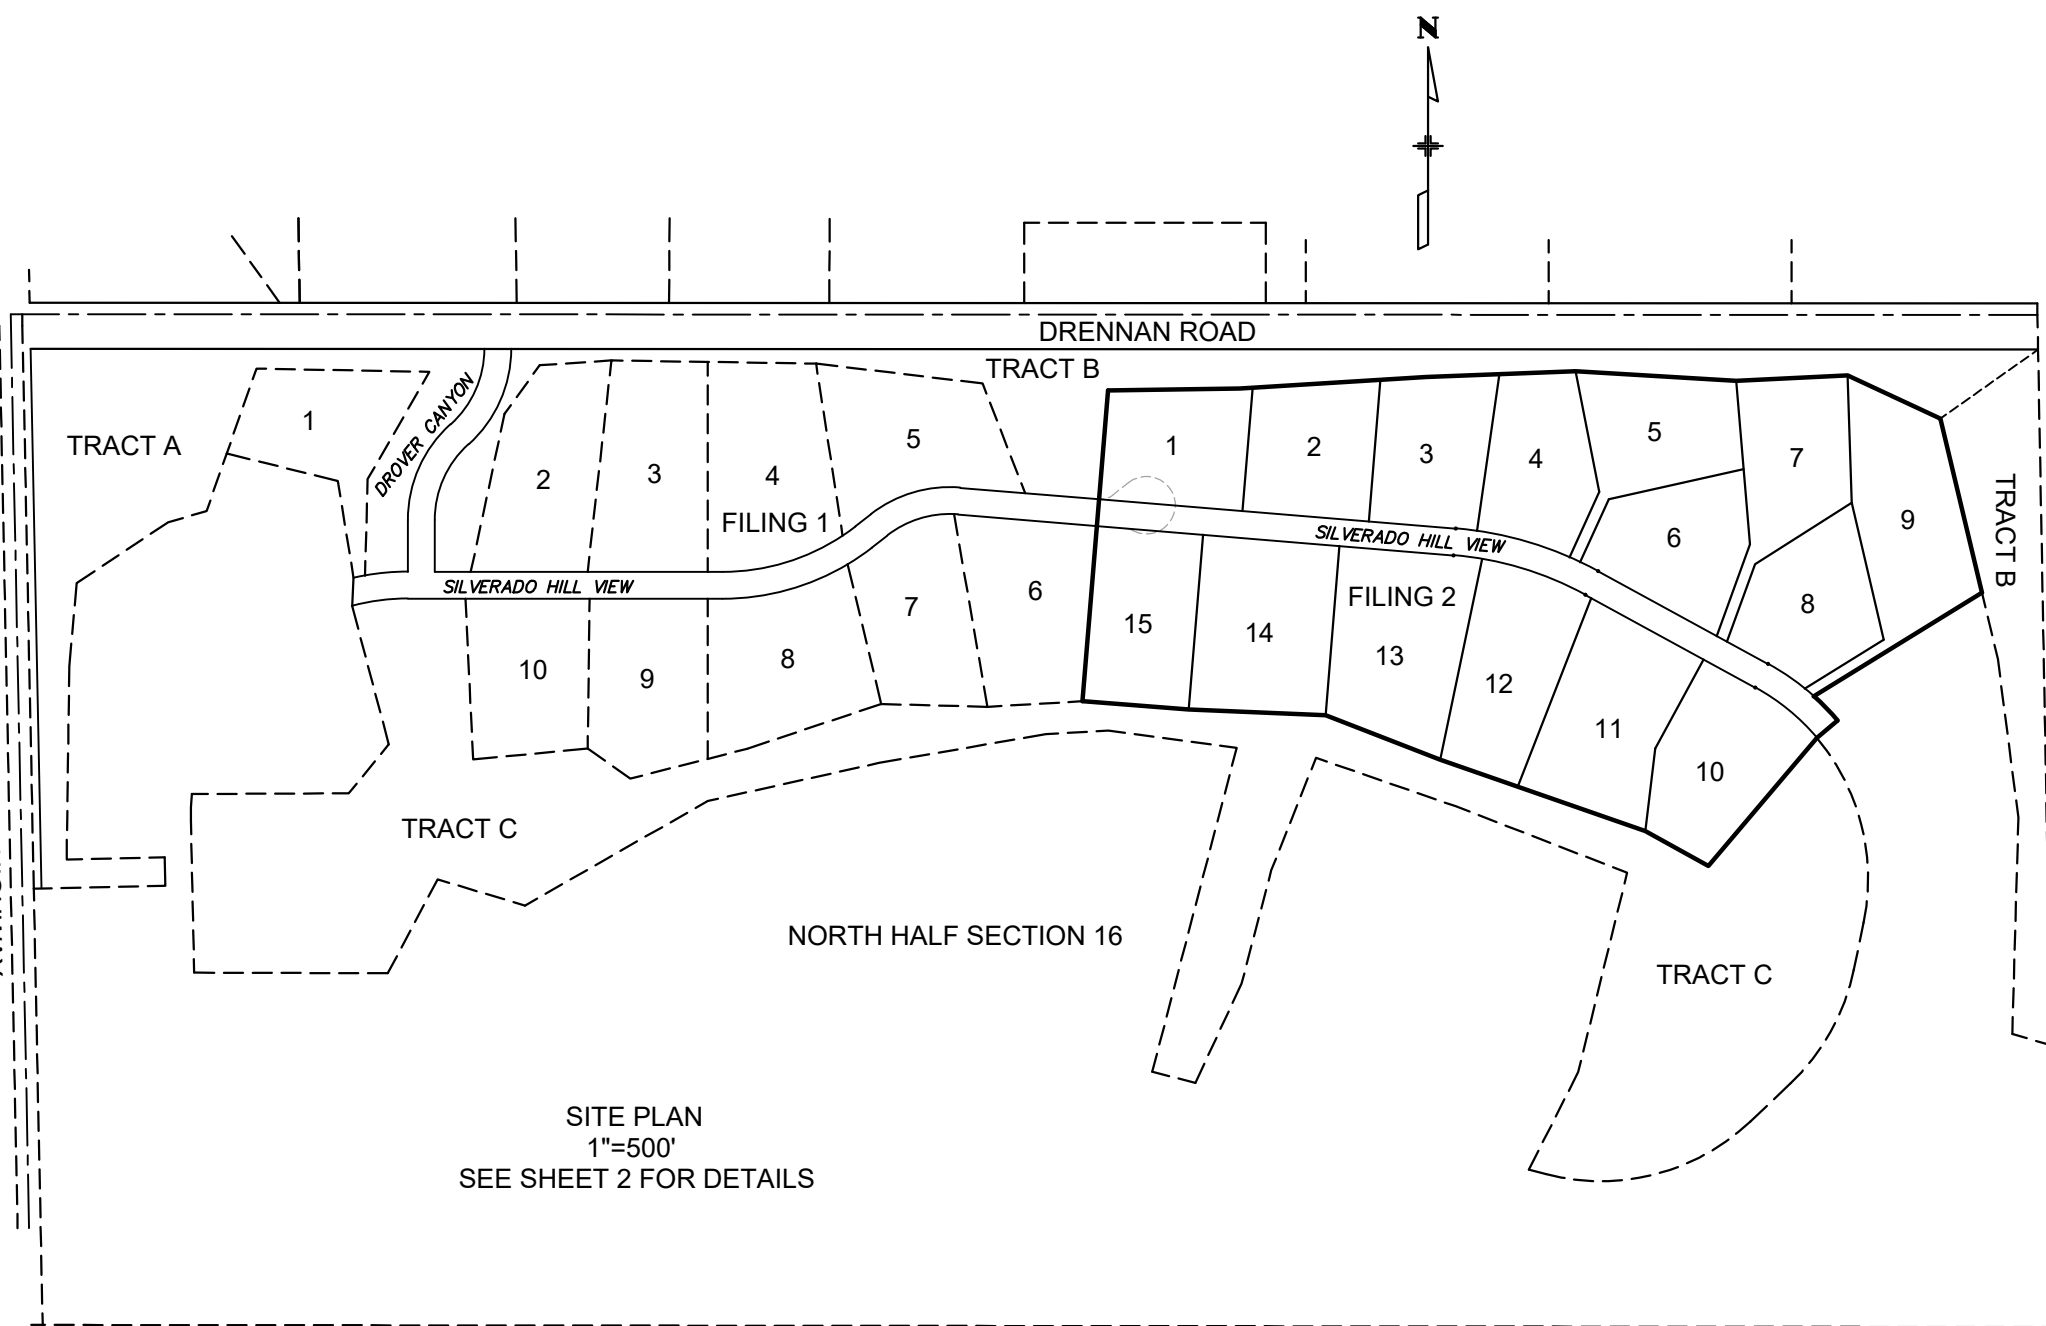 N
DRENNAN ROAD
TRACT B
TRACT A
1
DROVER CANYON
2
3
4
5
FILING 1
SILVERADO HILL VIEW
6
7
8
9
10
1
2
3
4
5
6
7
8
9
TRACT B
SILVERADO HILL VIEW
FILING 2
15
14
13
12
11
10
TRACT C
NORTH HALF SECTION 16
TRACT C
SITE PLAN
1"=500'
SEE SHEET 2 FOR DETAILS